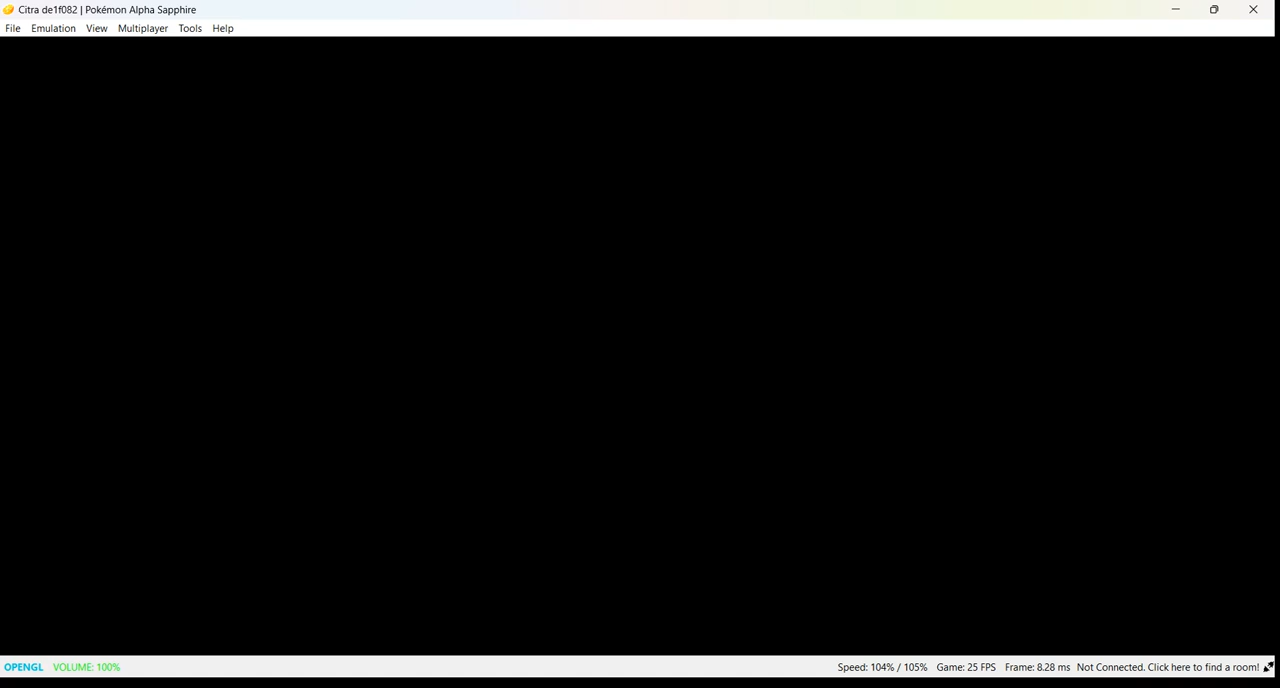 Citra de1f082 | Pokémon Alpha Sapphire
File Emulation View Multiplayer Tools Help
OPENGL VOLUME: 100% Speed: 104% / 105% Game: 25 FPS Frame: 8.28 ms Not Connected. Click here to find a room!